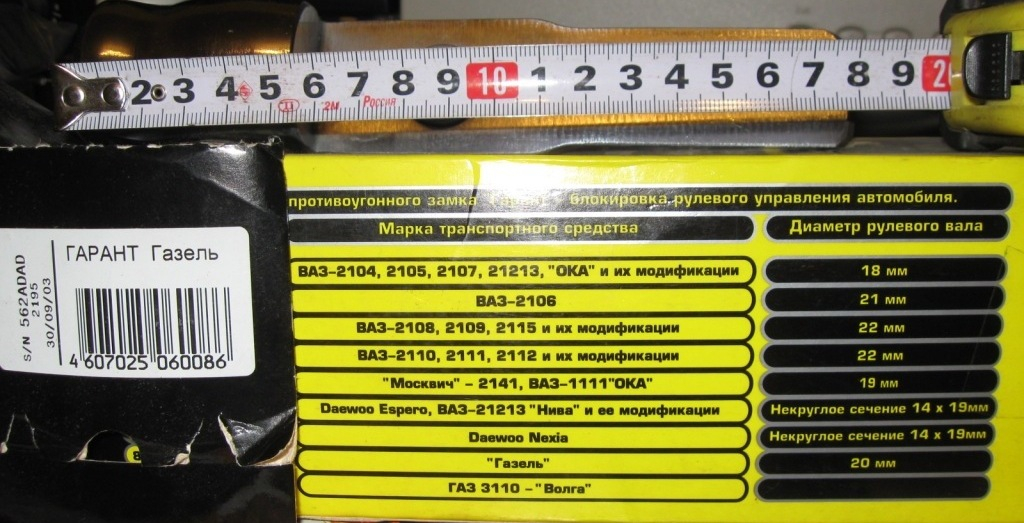 2 3 4 5 6 7 8 9 10 1 2 3 4 5 6 7 8 9 2
11 2М Россия
противоугонного замка "Гарант" - блокировка рулевого управления автомобиля.
Марка транспортного средства Диаметр рулевого вала
ГАРАНТ Газель
S/N 562ADAD
2195
30/09/03
4 607025 060086
ВАЗ-2104, 2105, 2107, 21213, "ОКА" и их модификации 18 мм
ВАЗ-2106 21 мм
ВАЗ-2108, 2109, 2115 и их модификации 22 мм
ВАЗ-2110, 2111, 2112 и их модификации 22 мм
"Москвич" - 2141, ВАЗ-1111"ОКА" 19 мм
Daewoo Espero, ВАЗ-21213 "Нива" и ее модификации Некруглое сечение 14 х 19мм
Daewoo Nexia Некруглое сечение 14 х 19мм
"Газель" 20 мм
ГАЗ 3110 -"Волга"
8